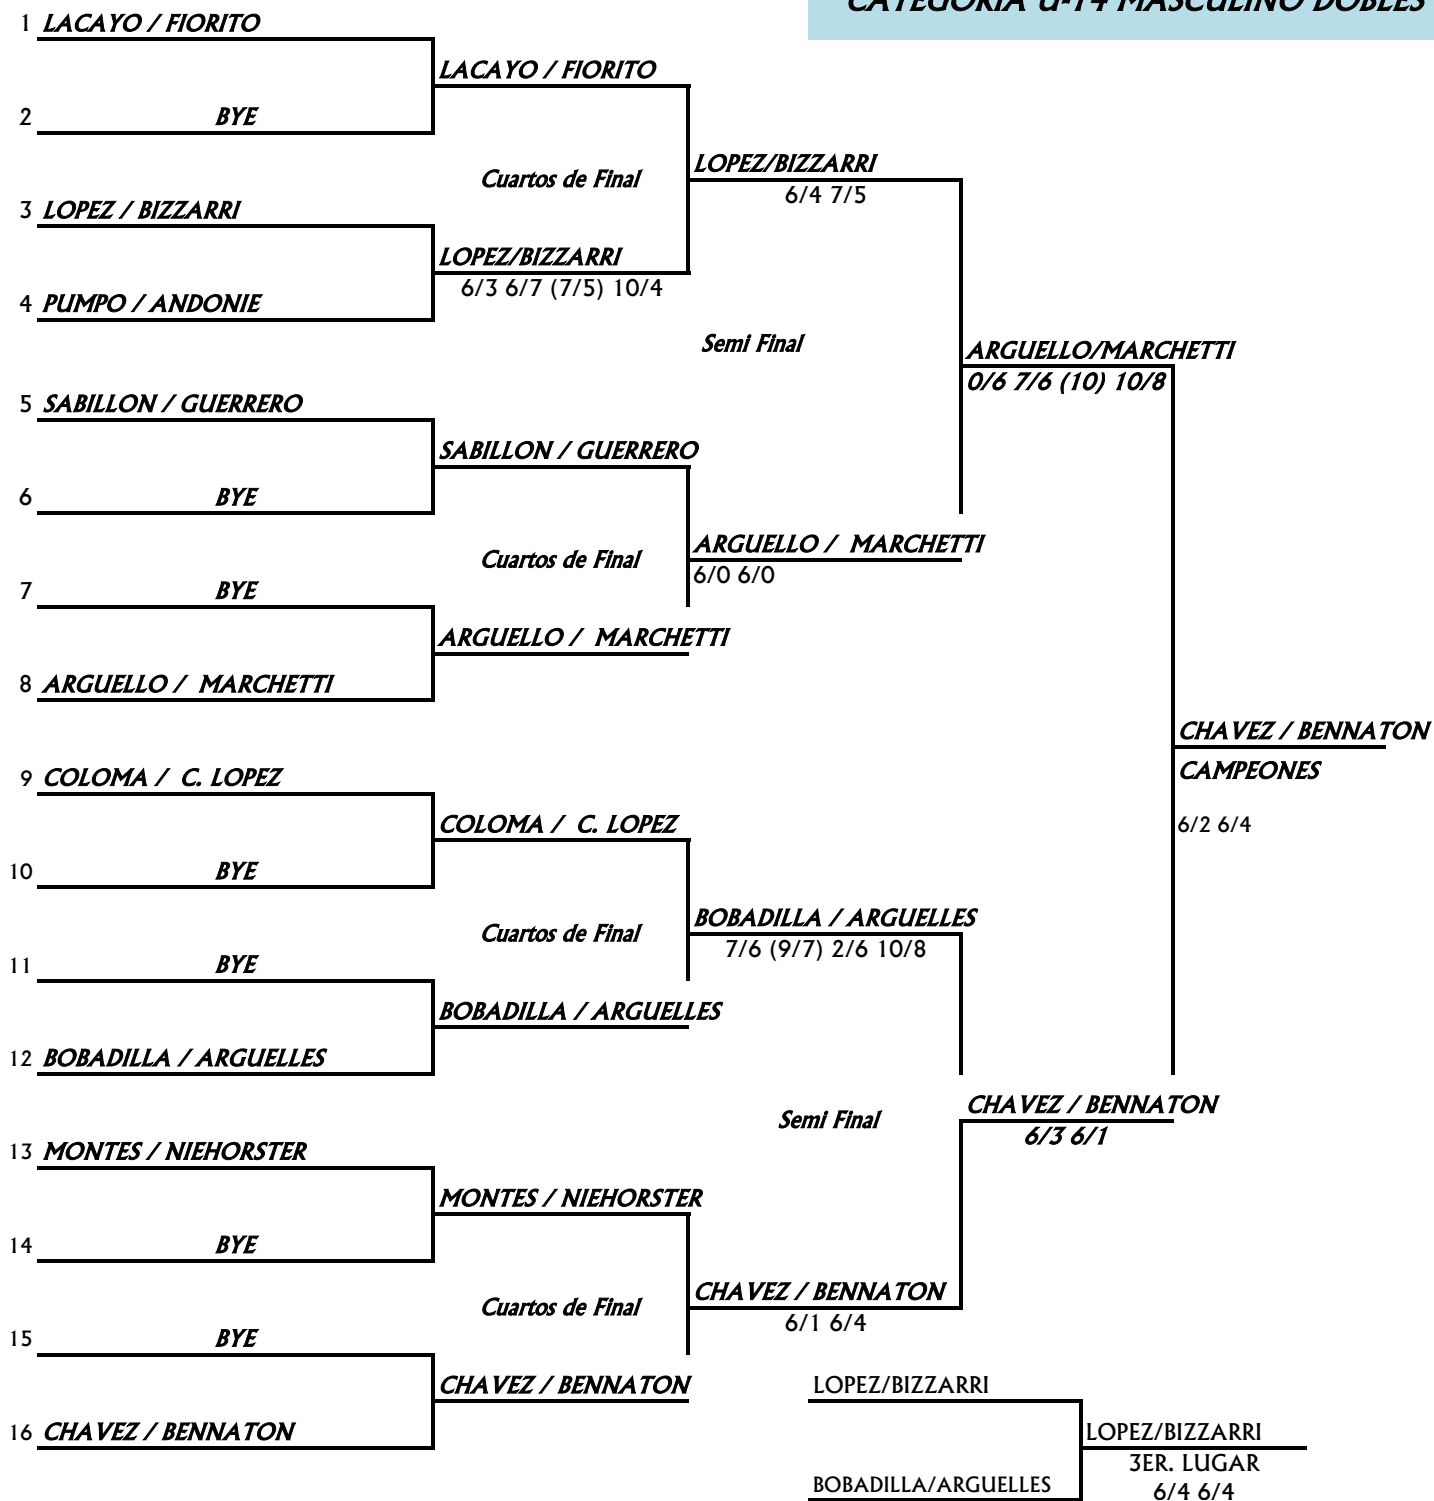 CATEGORIA U-14 MASCULINO DOBLES
1 LACAYO / FIORITO
LACAYO / FIORITO
2 BYE
Cuartos de Final
LOPEZ/BIZZARRI
6/4 7/5
3 LOPEZ / BIZZARRI
LOPEZ/BIZZARRI
6/3 6/7 (7/5) 10/4
4 PUMPO / ANDONIE
Semi Final
ARGUELLO/MARCHETTI
0/6 7/6 (10) 10/8
5 SABILLON / GUERRERO
SABILLON / GUERRERO
6 BYE
Cuartos de Final
ARGUELLO / MARCHETTI
6/0 6/0
7 BYE
ARGUELLO / MARCHETTI
8 ARGUELLO / MARCHETTI
CHAVEZ / BENNATON
CAMPEONES
6/2 6/4
9 COLOMA / C. LOPEZ
COLOMA / C. LOPEZ
10 BYE
Cuartos de Final
BOBADILLA / ARGUELLES
7/6 (9/7) 2/6 10/8
11 BYE
BOBADILLA / ARGUELLES
12 BOBADILLA / ARGUELLES
Semi Final
CHAVEZ / BENNATON
6/3 6/1
13 MONTES / NIEHORSTER
MONTES / NIEHORSTER
14 BYE
Cuartos de Final
CHAVEZ / BENNATON
6/1 6/4
15 BYE
CHAVEZ / BENNATON
16 CHAVEZ / BENNATON
LOPEZ/BIZZARRI
LOPEZ/BIZZARRI
3ER. LUGAR
6/4 6/4
BOBADILLA/ARGUELLES